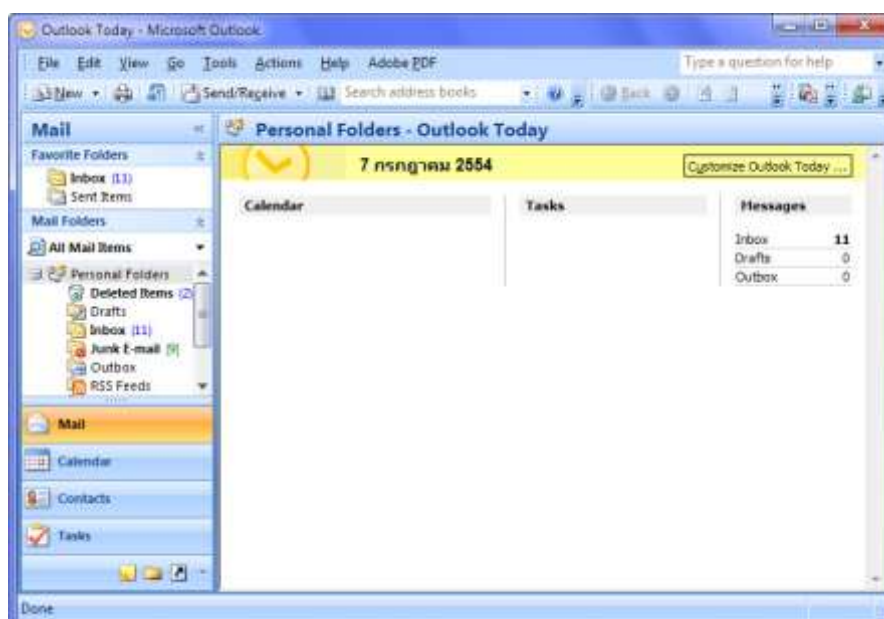 Outlook Today - Microsoft Outlook
File Edit View Go Tools Actions Help Adobe PDF Type a question for help
New Send/Receive Search address books Back
Mail
Personal Folders - Outlook Today
Favorite Folders
Inbox (11)
Sent Items
Mail Folders
All Mail Items
Personal Folders
Deleted Items (2)
Drafts
Inbox (11)
Junk E-mail [9]
Outbox
RSS Feeds
Mail
Calendar
Contacts
Tasks
7 กรกฎาคม 2554
Customize Outlook Today ...
Calendar
Tasks
Messages
Inbox 11
Drafts 0
Outbox 0
Done